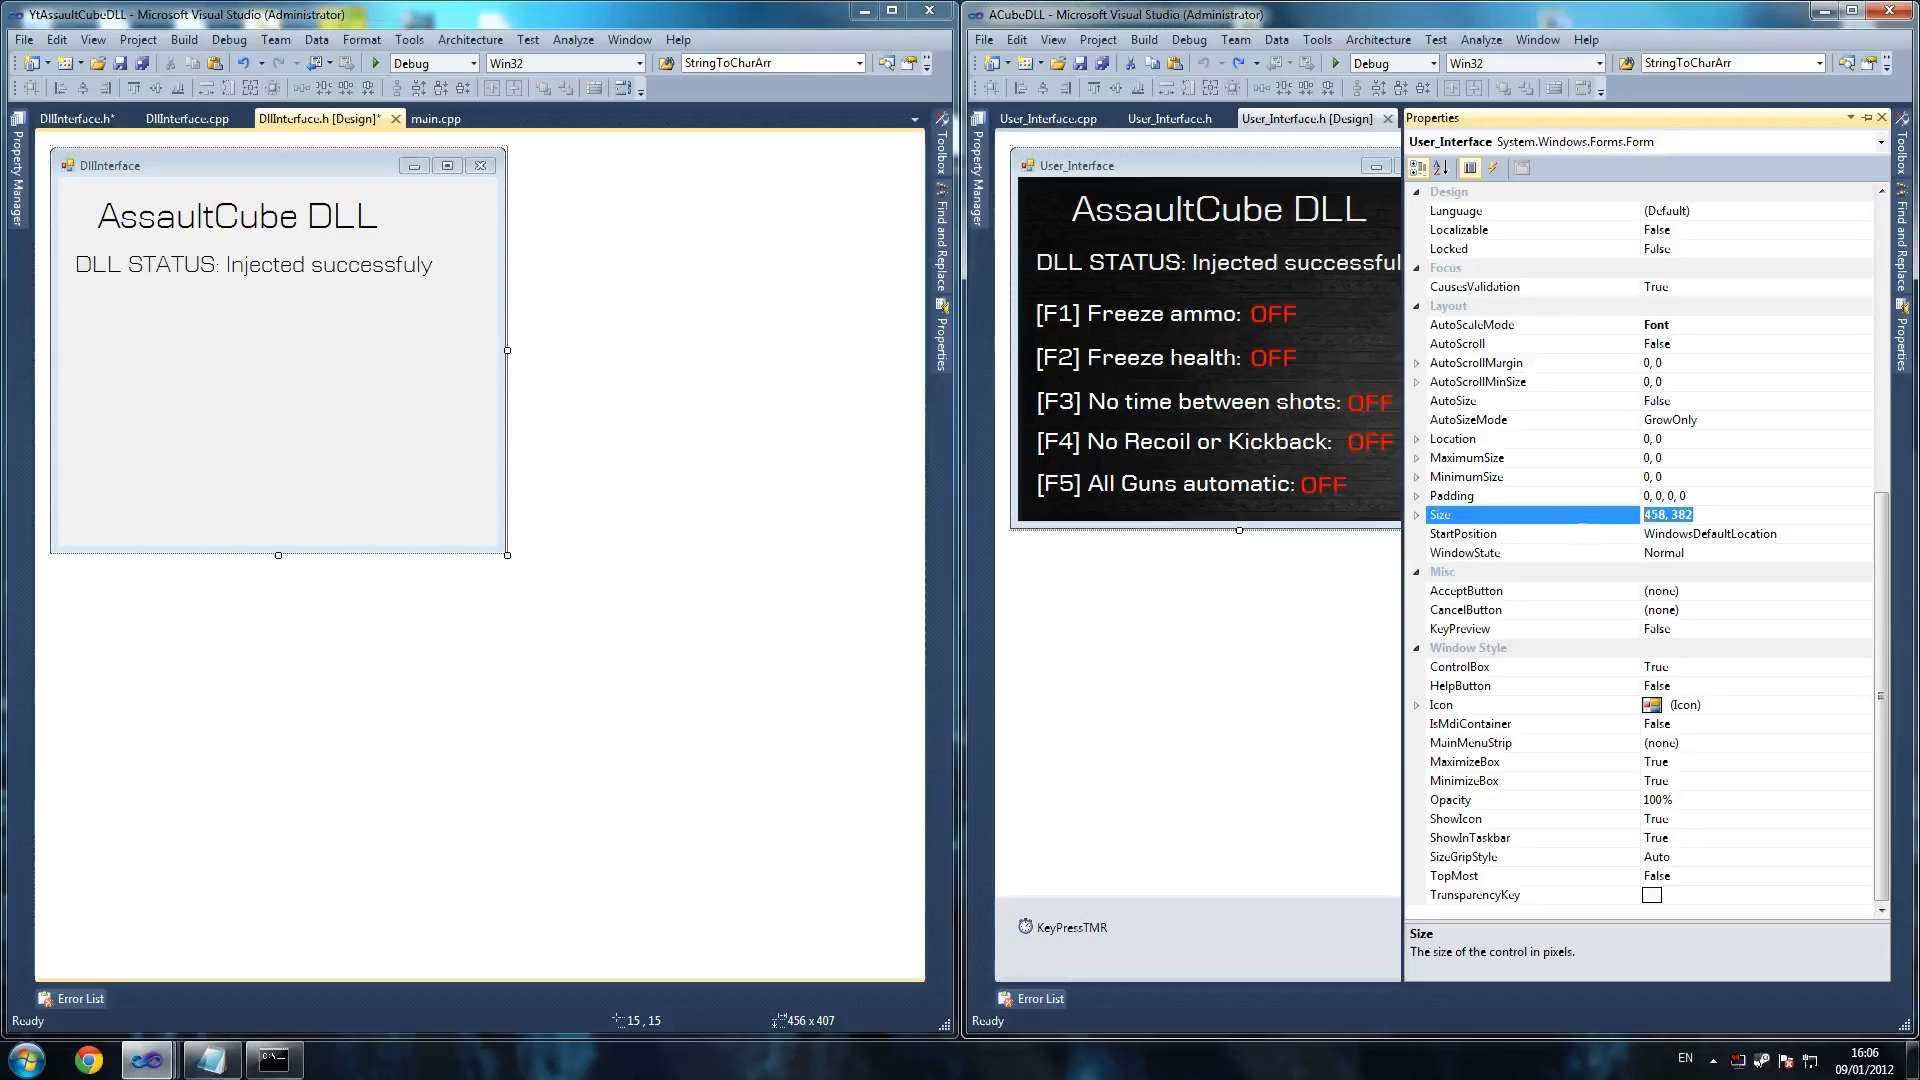 YtAssaultCubeDLL - Microsoft Visual Studio (Administrator)
File Edit View Project Build Debug Team Data Format Tools Architecture Test Analyze Window Help
Debug Win32 StringToCharArr
DllInterface.h* DllInterface.cpp DllInterface.h [Design]* main.cpp
Property Manager
DllInterface
AssaultCube DLL
DLL STATUS: Injected successfuly
Toolbox
Find and Replace
Properties
Error List
Ready 15 , 15 456 x 407
ACubeDLL - Microsoft Visual Studio (Administrator)
File Edit View Project Build Debug Team Data Tools Architecture Test Analyze Window Help
Debug Win32 StringToCharArr
User_Interface.cpp User_Interface.h User_Interface.h [Design]
Property Manager
User_Interface
AssaultCube DLL
DLL STATUS: Injected successful
[F1] Freeze ammo: OFF
[F2] Freeze health: OFF
[F3] No time between shots: OFF
[F4] No Recoil or Kickback: OFF
[F5] All Guns automatic: OFF
KeyPressTMR
Error List
Ready
Properties
User_Interface System.Windows.Forms.Form
Design
Language (Default)
Localizable False
Locked False
Focus
CausesValidation True
Layout
AutoScaleMode Font
AutoScroll False
AutoScrollMargin 0, 0
AutoScrollMinSize 0, 0
AutoSize False
AutoSizeMode GrowOnly
Location 0, 0
MaximumSize 0, 0
MinimumSize 0, 0
Padding 0, 0, 0, 0
Size 458, 382
StartPosition WindowsDefaultLocation
WindowState Normal
Misc
AcceptButton (none)
CancelButton (none)
KeyPreview False
Window Style
ControlBox True
HelpButton False
Icon (Icon)
IsMdiContainer False
MainMenuStrip (none)
MaximizeBox True
MinimizeBox True
Opacity 100%
ShowIcon True
ShowInTaskbar True
SizeGripStyle Auto
TopMost False
TransparencyKey
Size
The size of the control in pixels.
Toolbox
Find and Replace
Properties
C:\
EN 16:06
09/01/2012